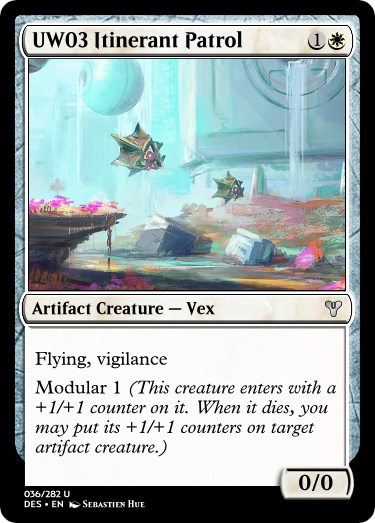 UW03 Itinerant Patrol 1
Artifact Creature — Vex
Flying, vigilance
Modular 1 (This creature enters with a
+1/+1 counter on it. When it dies, you
may put its +1/+1 counters on target
artifact creature.)
0/0
036/282 U
DES • EN Sebastien Hue